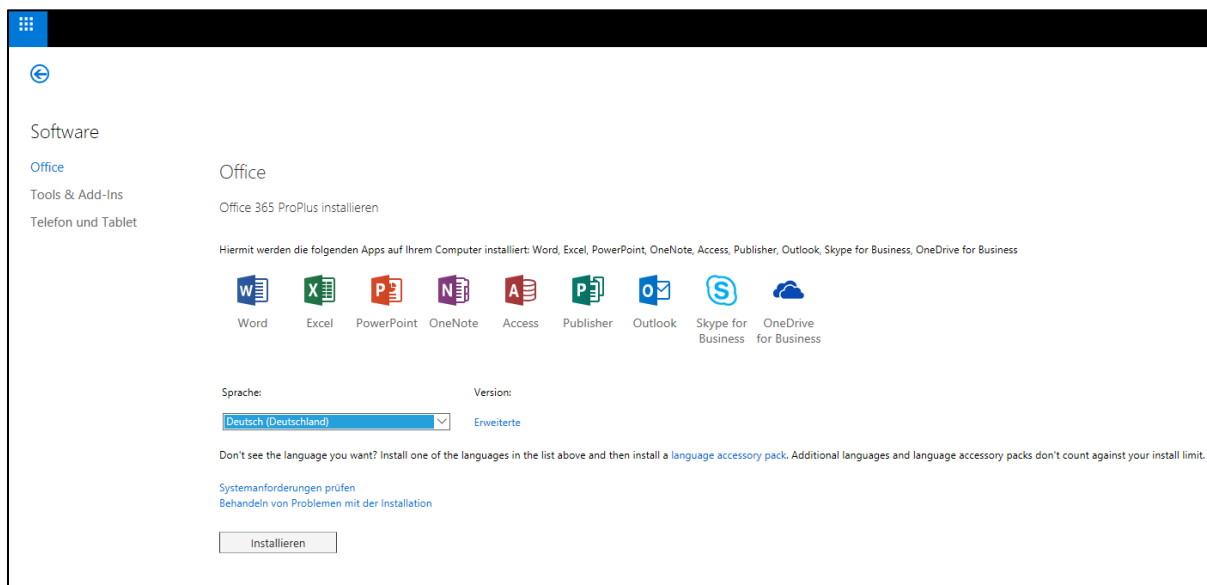 Software
Office
Tools & Add-Ins
Telefon und Tablet
Office
Office 365 ProPlus installieren
Hiermit werden die folgenden Apps auf Ihrem Computer installiert: Word, Excel, PowerPoint, OneNote, Access, Publisher, Outlook, Skype for Business, OneDrive for Business
Word Excel PowerPoint OneNote Access Publisher Outlook Skype for Business OneDrive for Business
Sprache: Version:
Deutsch (Deutschland) Erweiterte
Don't see the language you want? Install one of the languages in the list above and then install a language accessory pack. Additional languages and language accessory packs don't count against your install limit.
Systemanforderungen prüfen
Behandeln von Problemen mit der Installation
Installieren